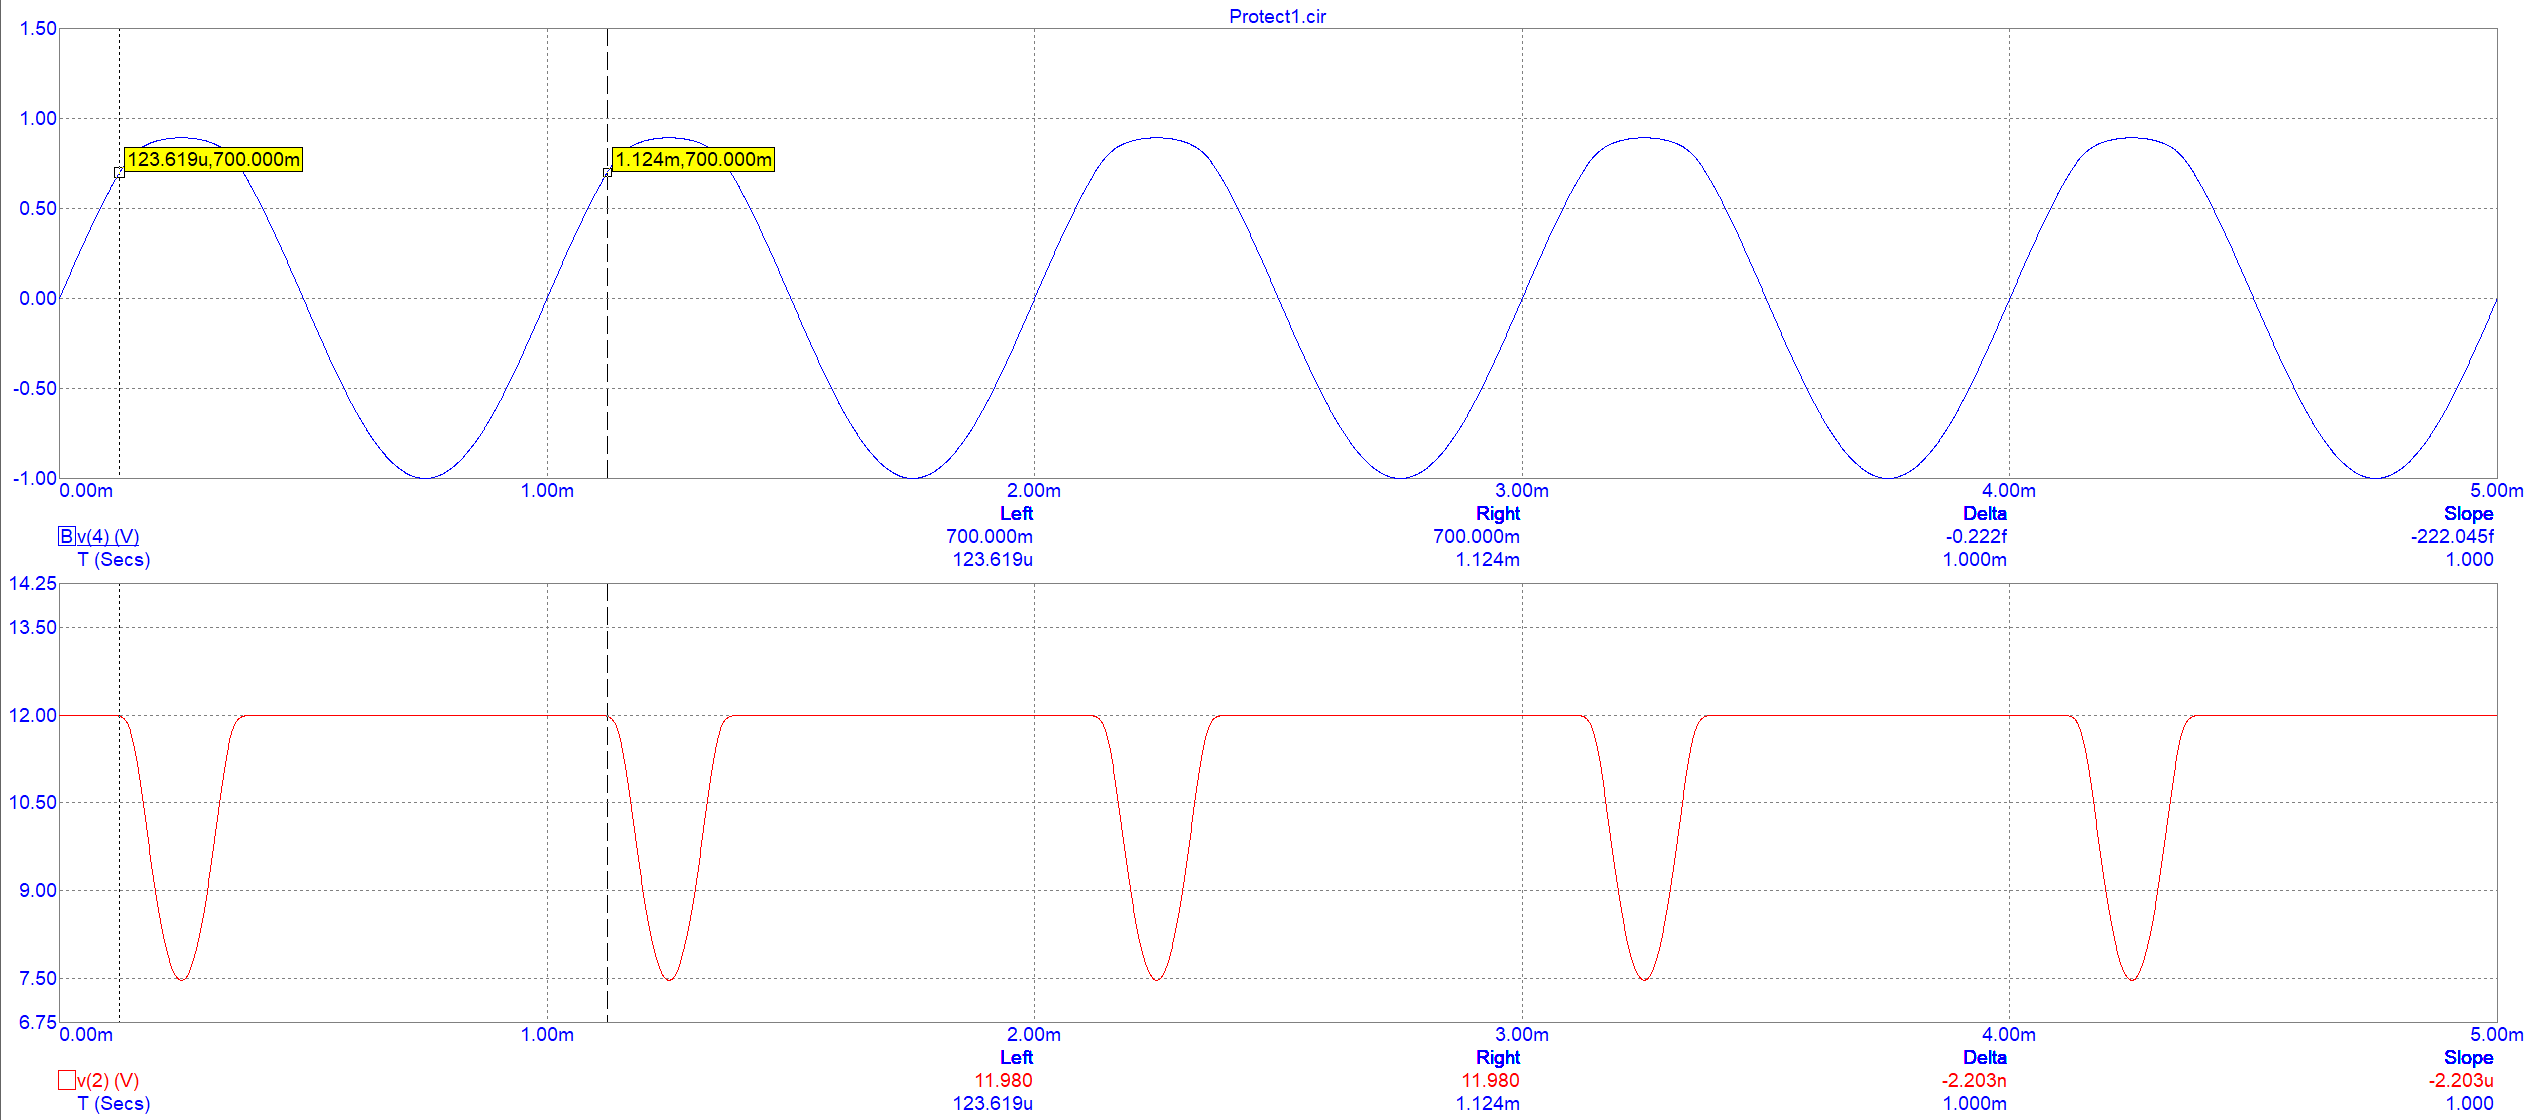 Protect1.cir
1.50
1.00
0.50
0.00
-0.50
-1.00
123.619u,700.000m
1.124m,700.000m
0.00m 1.00m 2.00m 3.00m 4.00m 5.00m
Left Right Delta Slope
B v(4) (V) 700.000m 700.000m -0.222f -222.045f
T (Secs) 123.619u 1.124m 1.000m 1.000
14.25
13.50
12.00
10.50
9.00
7.50
6.75
0.00m 1.00m 2.00m 3.00m 4.00m 5.00m
Left Right Delta Slope
v(2) (V) 11.980 11.980 -2.203n -2.203u
T (Secs) 123.619u 1.124m 1.000m 1.000